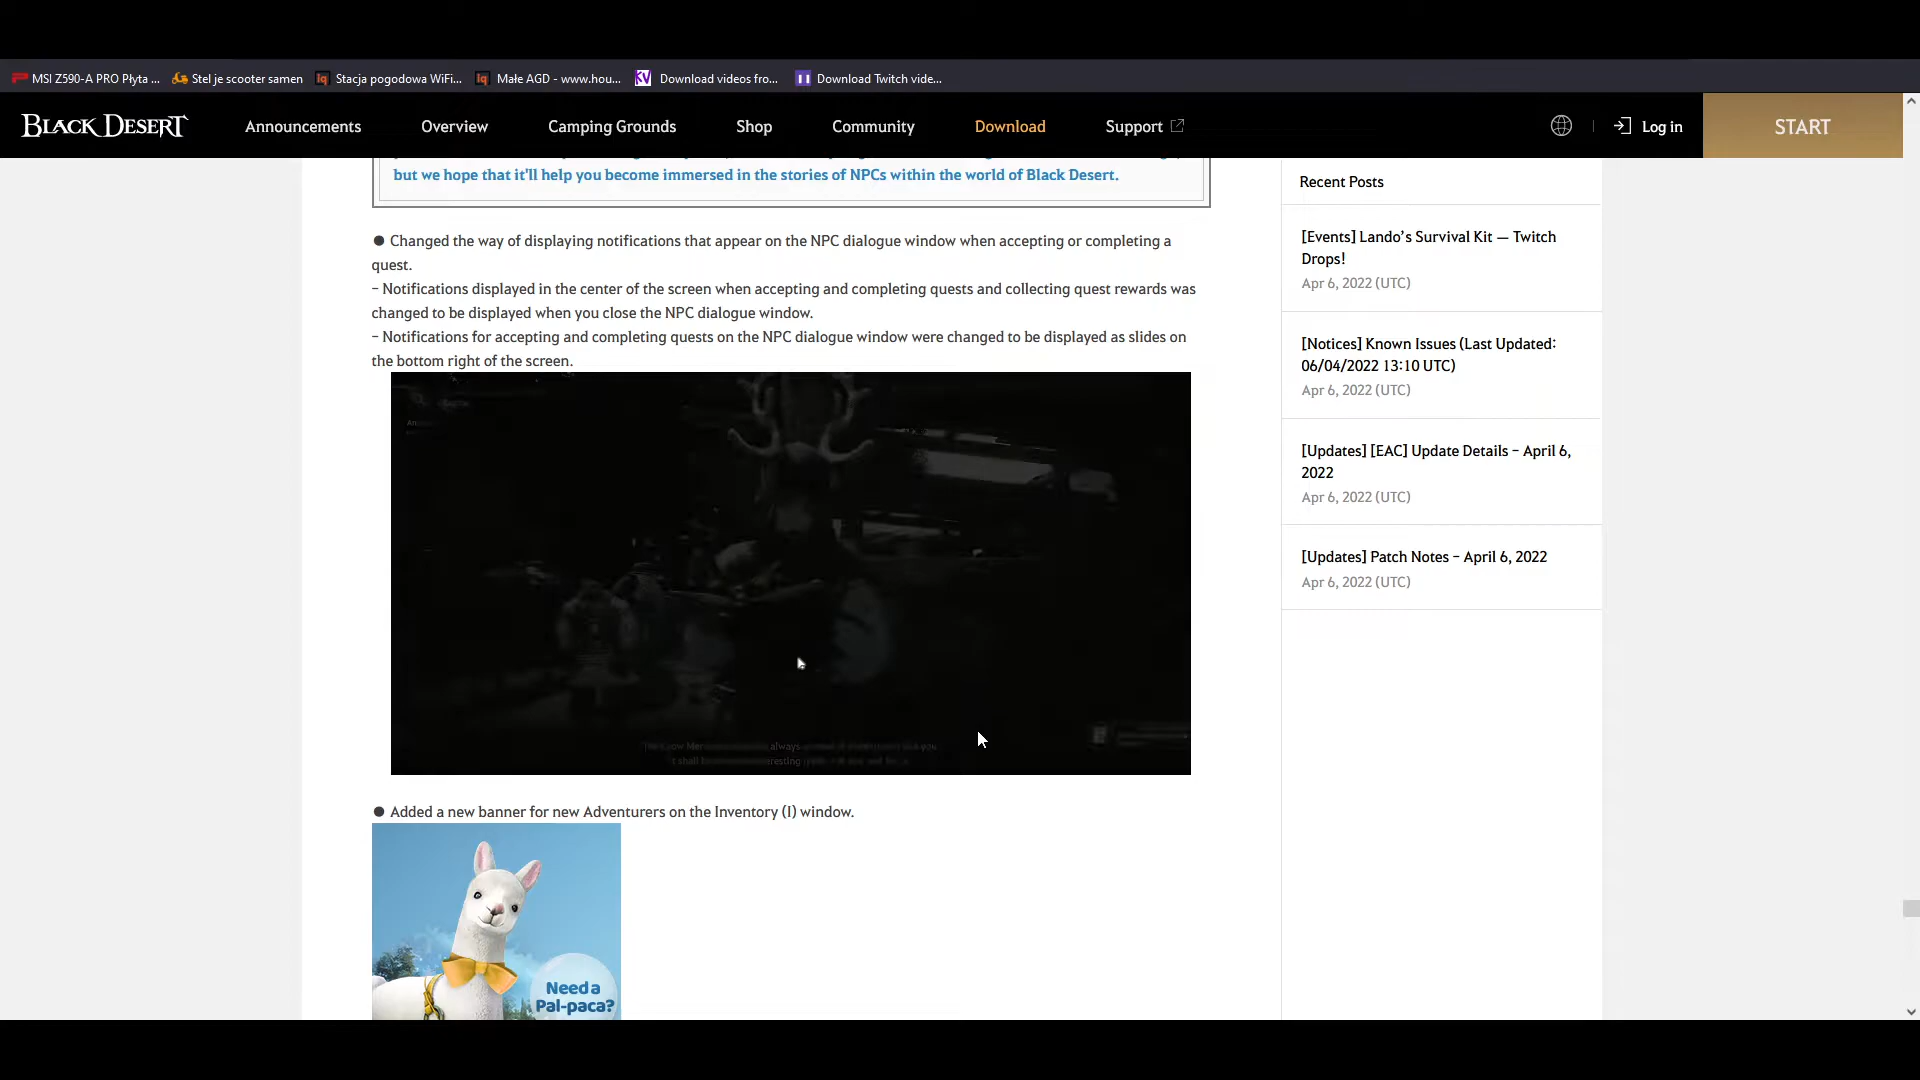 MSI Z590-A PRO Płyta ...
Stel je scooter samen
Stacja pogodowa WiFi...
Małe AGD - www.hou...
Download videos fro...
Download Twitch vide...
BLACK DESERT
Announcements
Overview
Camping Grounds
Shop
Community
Download
Support
Log in
START
but we hope that it'll help you become immersed in the stories of NPCs within the world of Black Desert.
● Changed the way of displaying notifications that appear on the NPC dialogue window when accepting or completing a
quest.
– Notifications displayed in the center of the screen when accepting and completing quests and collecting quest rewards was
changed to be displayed when you close the NPC dialogue window.
– Notifications for accepting and completing quests on the NPC dialogue window were changed to be displayed as slides on
the bottom right of the screen.
always
● Added a new banner for new Adventurers on the Inventory (I) window.
Need a
Pal-paca?
Recent Posts
[Events] Lando’s Survival Kit — Twitch
Drops!
Apr 6, 2022 (UTC)
[Notices] Known Issues (Last Updated:
06/04/2022 13:10 UTC)
Apr 6, 2022 (UTC)
[Updates] [EAC] Update Details – April 6,
2022
Apr 6, 2022 (UTC)
[Updates] Patch Notes – April 6, 2022
Apr 6, 2022 (UTC)